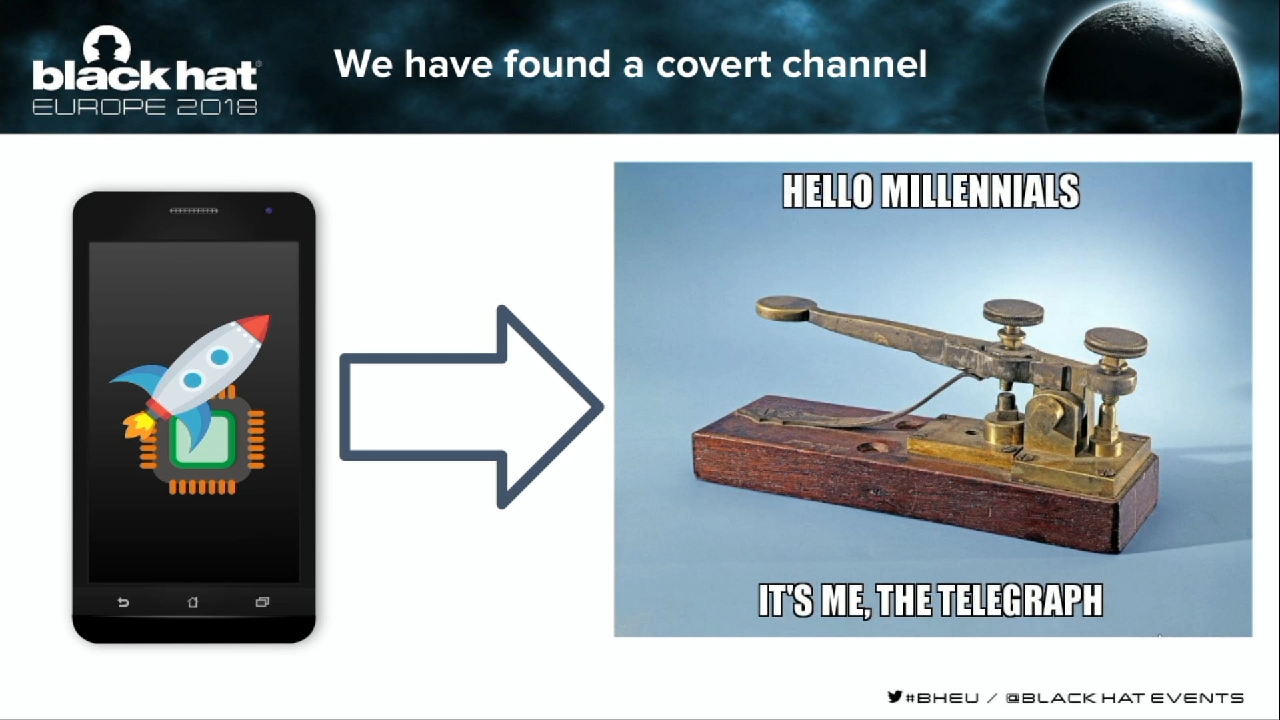 black hat
EUROPE 2018
We have found a covert channel
HELLO MILLENNIALS
IT'S ME, THE TELEGRAPH
#BHEU / @BLACK HAT EVENTS